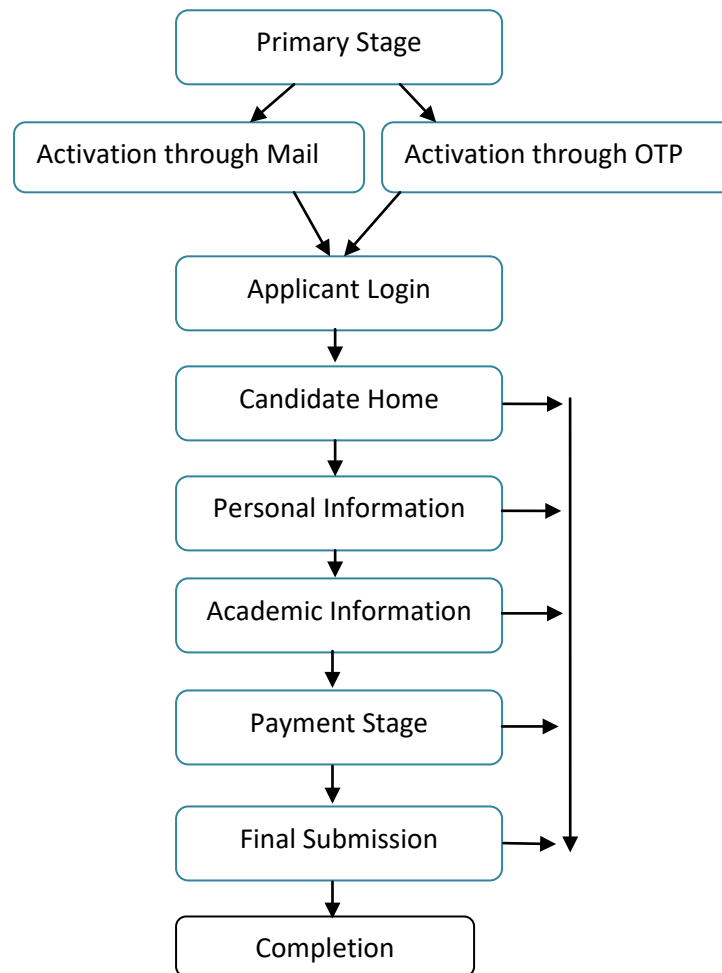 Primary Stage
Activation through Mail
Activation through OTP
Applicant Login
Candidate Home
Personal Information
Academic Information
Payment Stage
Final Submission
Completion